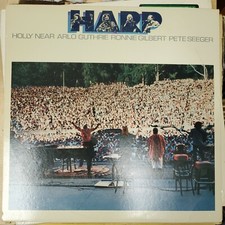 HARP
HOLLY NEAR ARLO GUTHRIE RONNIE GILBERT PETE SEEGER